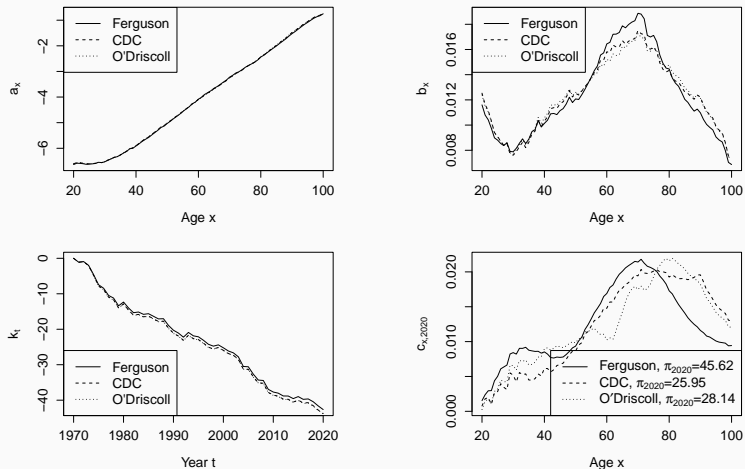 Ferguson
CDC
O'Driscoll
a_x
-2
-4
-6
20 40 60 80 100
Age x
Ferguson
CDC
O'Driscoll
b_x
0.016
0.012
0.008
20 40 60 80 100
Age x
Ferguson
CDC
O'Driscoll
k_t
0
-10
-20
-30
-40
1970 1980 1990 2000 2010 2020
Year t
Ferguson, π_2020=45.62
CDC, π_2020=25.95
O'Driscoll, π_2020=28.14
c_x,2020
0.020
0.010
0.000
20 40 60 80 100
Age x